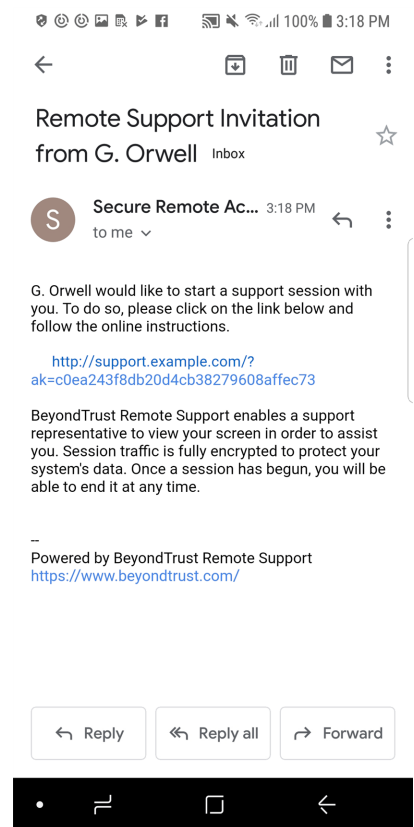 100% 3:18 PM
Remote Support Invitation
from G. Orwell Inbox
S
Secure Remote Ac... 3:18 PM
to me
G. Orwell would like to start a support session with
you. To do so, please click on the link below and
follow the online instructions.
http://support.example.com/?
ak=c0ea243f8db20d4cb38279608affec73
BeyondTrust Remote Support enables a support
representative to view your screen in order to assist
you. Session traffic is fully encrypted to protect your
system's data. Once a session has begun, you will be
able to end it at any time.
--
Powered by BeyondTrust Remote Support
https://www.beyondtrust.com/
Reply Reply all Forward